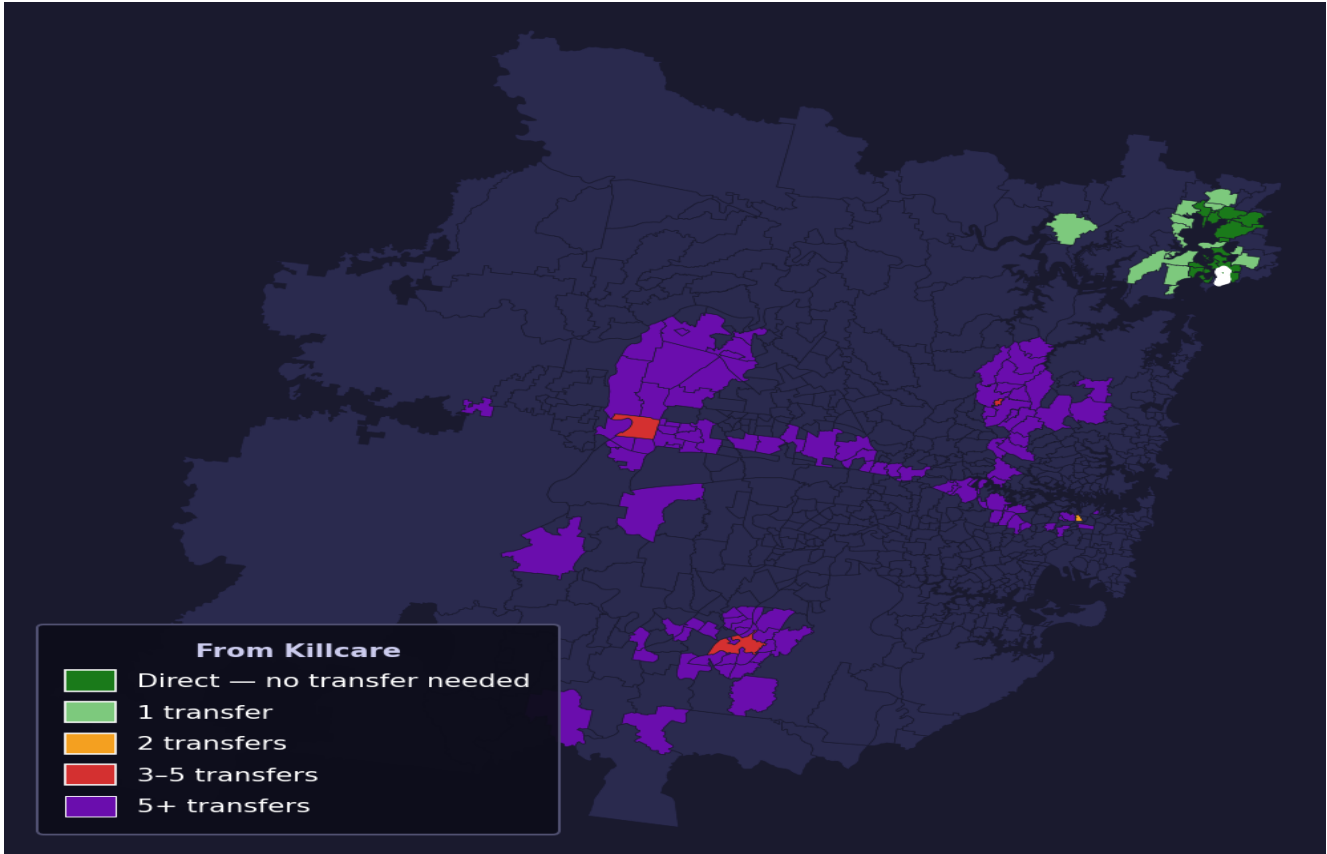 From Killcare
Direct — no transfer needed
1 transfer
2 transfers
3–5 transfers
5+ transfers